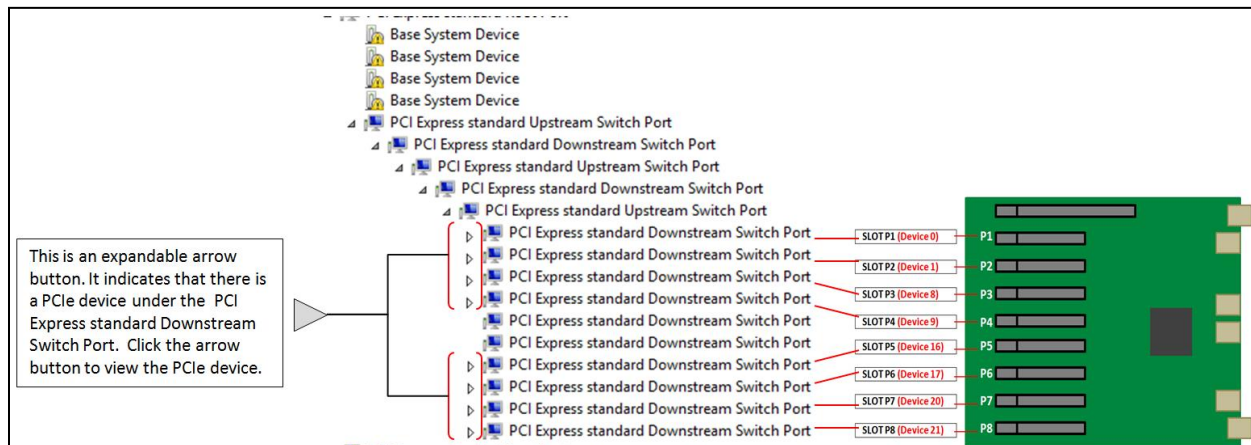 PCI Express standard Root Port
Base System Device
Base System Device
Base System Device
Base System Device
PCI Express standard Upstream Switch Port
PCI Express standard Downstream Switch Port
PCI Express standard Upstream Switch Port
PCI Express standard Downstream Switch Port
PCI Express standard Upstream Switch Port
PCI Express standard Downstream Switch Port
PCI Express standard Downstream Switch Port
PCI Express standard Downstream Switch Port
PCI Express standard Downstream Switch Port
PCI Express standard Downstream Switch Port
PCI Express standard Downstream Switch Port
PCI Express standard Downstream Switch Port
PCI Express standard Downstream Switch Port
PCI Express standard Downstream Switch Port
PCI Express standard Downstream Switch Port
This is an expandable arrow
button. It indicates that there is
a PCIe device under the PCI
Express standard Downstream
Switch Port. Click the arrow
button to view the PCIe device.
SLOT P1 (Device 0)
SLOT P2 (Device 1)
SLOT P3 (Device 8)
SLOT P4 (Device 9)
SLOT P5 (Device 16)
SLOT P6 (Device 17)
SLOT P7 (Device 20)
SLOT P8 (Device 21)
P1
P2
P3
P4
P5
P6
P7
P8